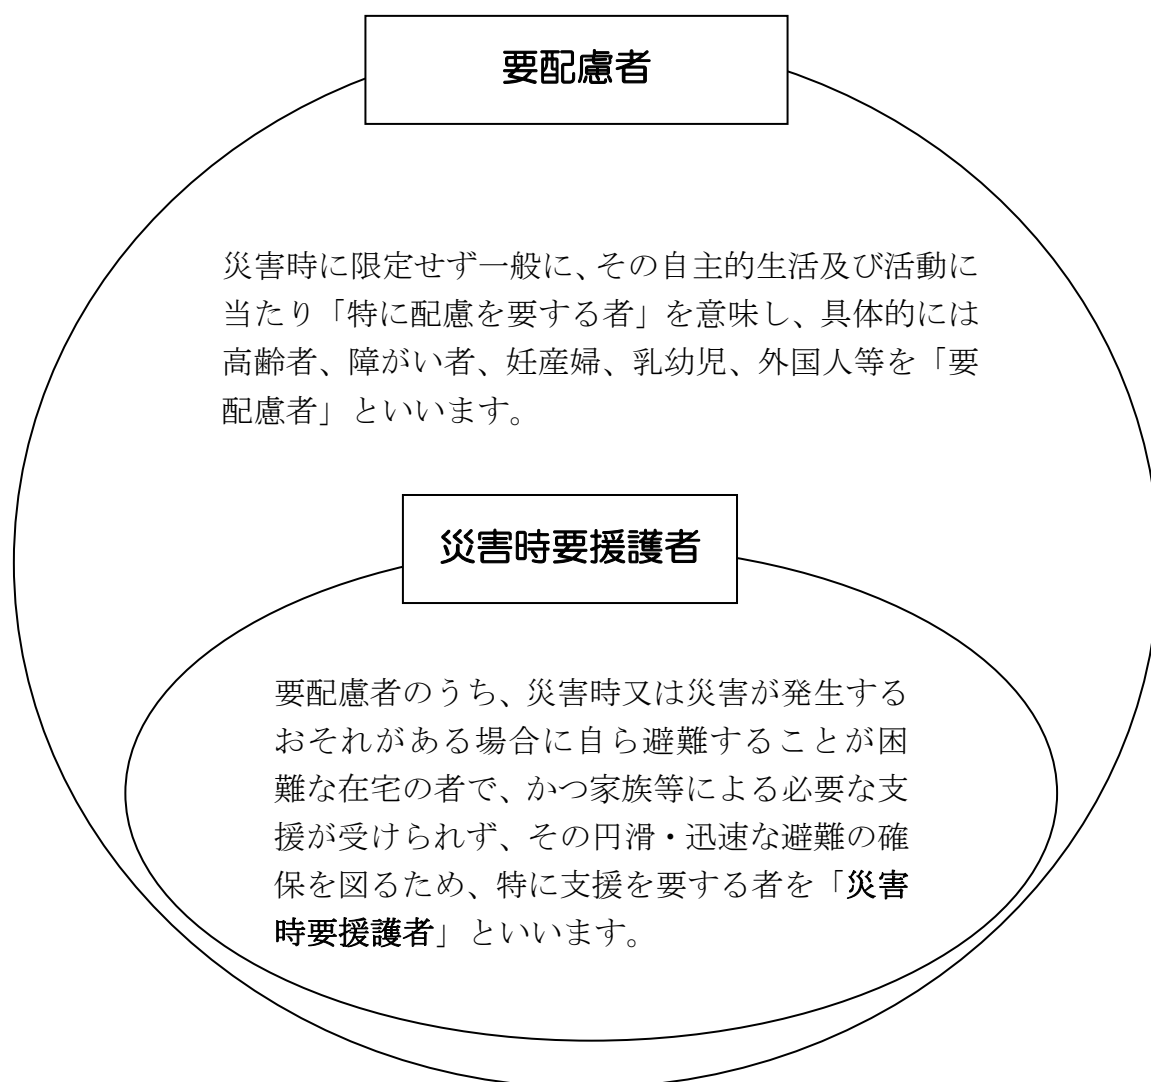 要配慮者
災害時に限定せず一般に、その自主的生活及び活動に
当たり「特に配慮を要する者」を意味し、具体的には
高齢者、障がい者、妊産婦、乳幼児、外国人等を「要
配慮者」といいます。
災害時要援護者
要配慮者のうち、災害時又は災害が発生する
おそれがある場合に自ら避難することが困
難な在宅の者で、かつ家族等による必要な支
援が受けられず、その円滑・迅速な避難の確
保を図るため、特に支援を要する者を「災害
時要援護者」といいます。